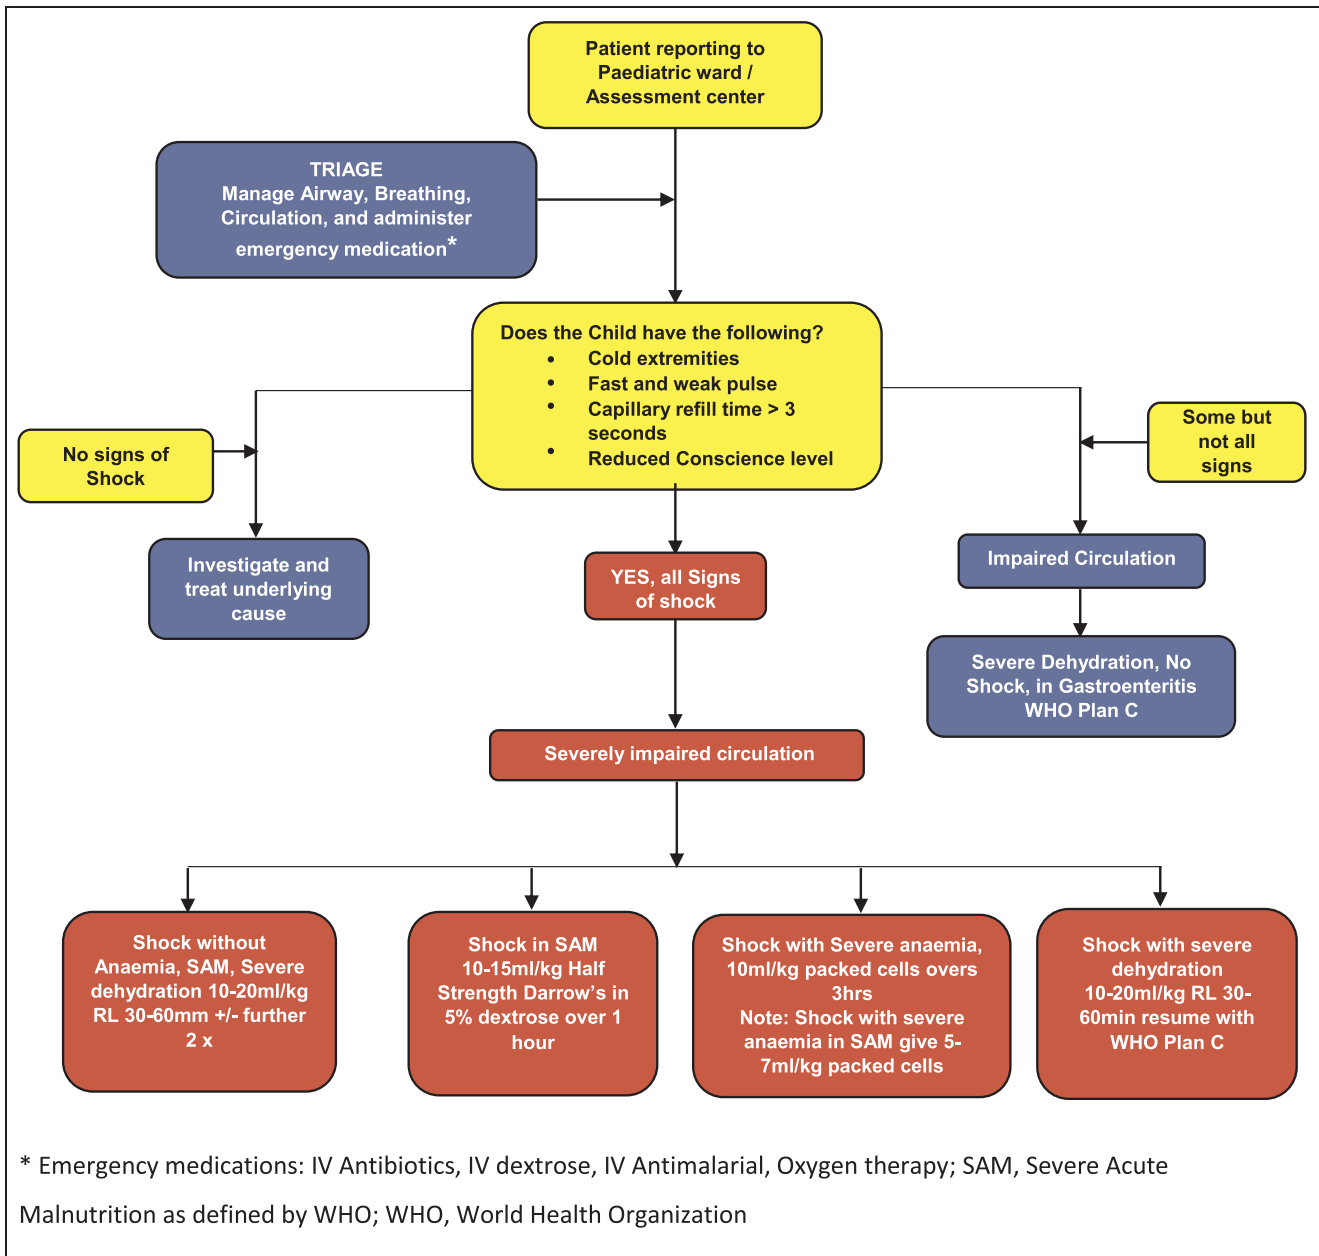 Patient reporting to
Paediatric ward /
Assessment center
TRIAGE
Manage Airway, Breathing,
Circulation, and administer
emergency medication*
Does the Child have the following?
• Cold extremities
• Fast and weak pulse
• Capillary refill time > 3
seconds
• Reduced Conscience level
No signs of
Shock
Some but
not all
signs
Investigate and
treat underlying
cause
YES, all Signs
of shock
Impaired Circulation
Severe Dehydration, No
Shock, in Gastroenteritis
WHO Plan C
Severely impaired circulation
Shock without
Anaemia, SAM, Severe
dehydration 10-20ml/kg
RL 30-60mm +/- further
2 x
Shock in SAM
10-15ml/kg Half
Strength Darrow’s in
5% dextrose over 1
hour
Shock with Severe anaemia,
10ml/kg packed cells overs
3hrs
Note: Shock with severe
anaemia in SAM give 5-
7ml/kg packed cells
Shock with severe
dehydration
10-20ml/kg RL 30-
60min resume with
WHO Plan C
* Emergency medications: IV Antibiotics, IV dextrose, IV Antimalarial, Oxygen therapy; SAM, Severe Acute
Malnutrition as defined by WHO; WHO, World Health Organization